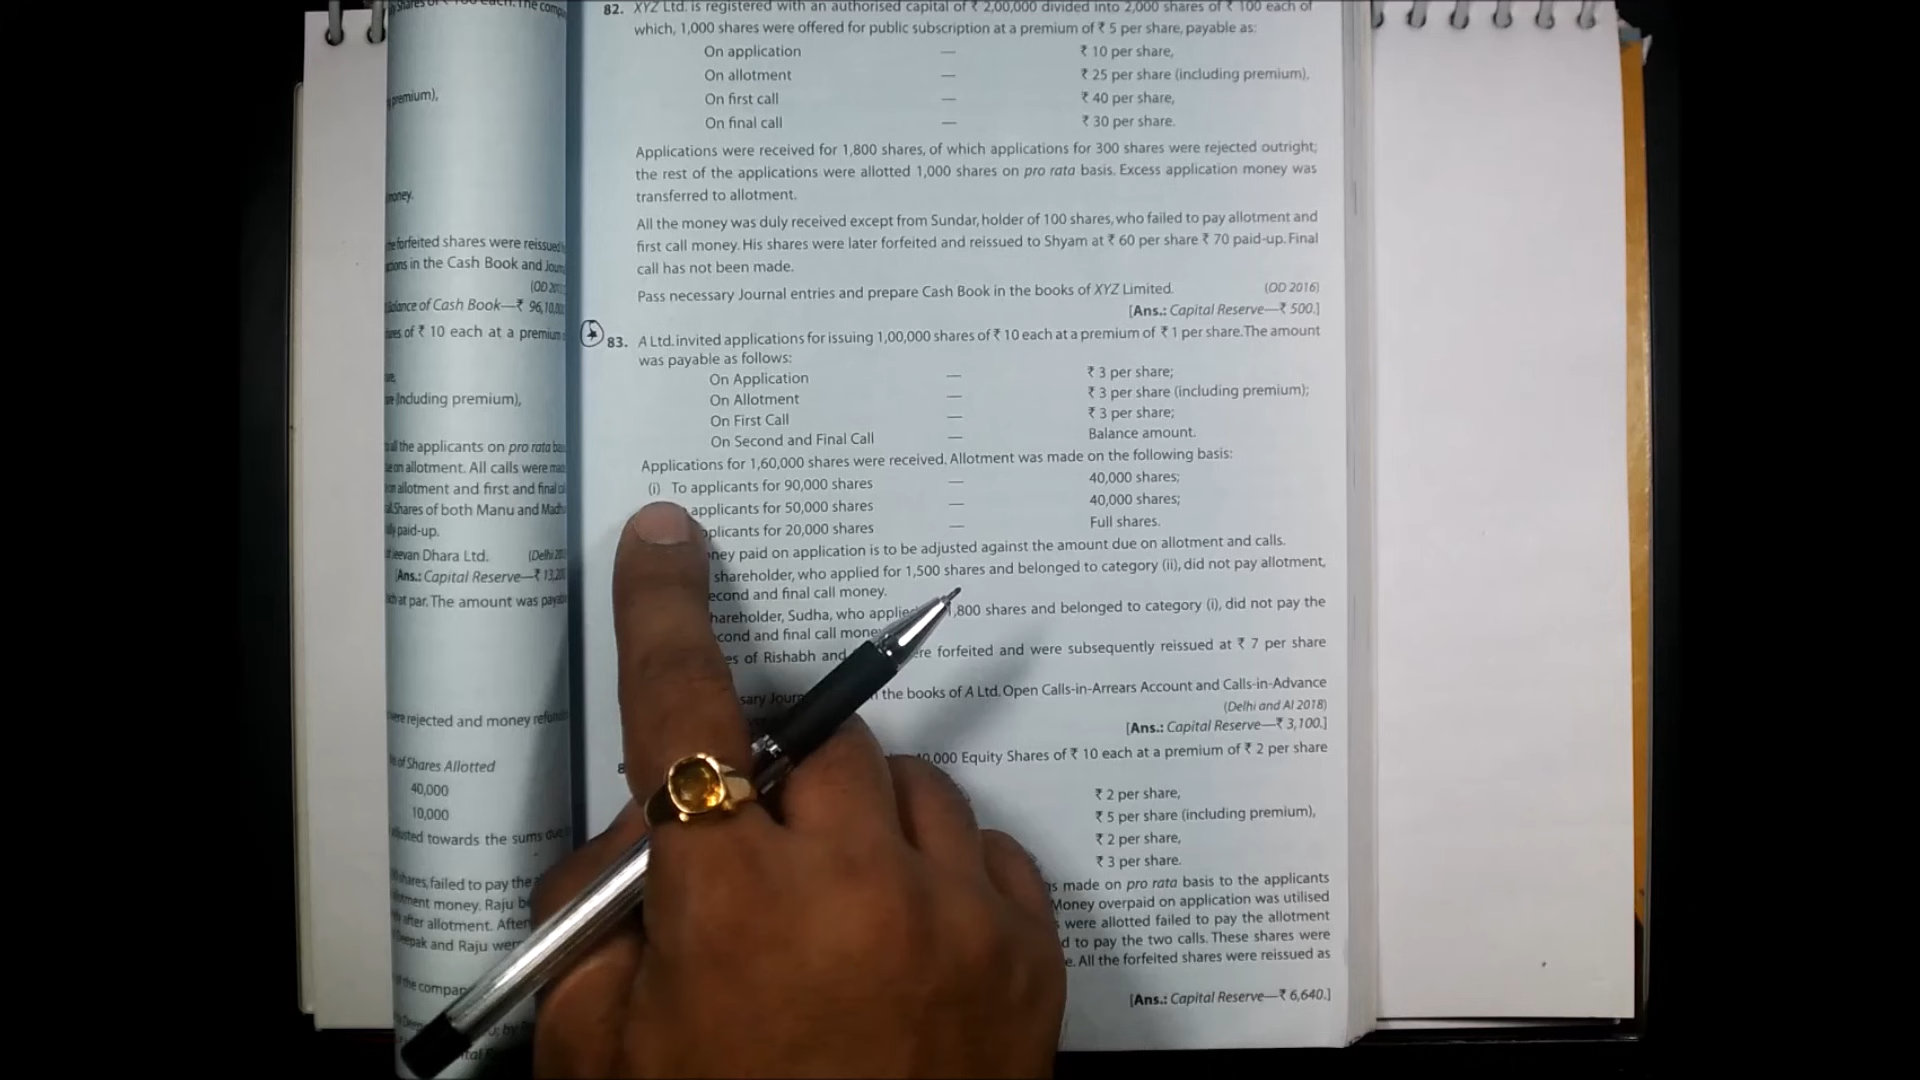 Shares of ₹ 100 each. The comp
premium),
money.
forfeited shares were reissued
in the Cash Book and Journ
(OD 201
Balance of Cash Book—₹ 96,10,
of ₹ 10 each at a premium
(including premium),
all the applicants on pro rata
on allotment. All calls were
on allotment and first and final
Shares of both Manu and
paid-up.
Jeevan Dhara Ltd. (Delhi
[Ans.: Capital Reserve—₹ 13,
at par. The amount was
were rejected and money
of Shares Allotted
40,000
10,000
towards the sums due
shares, failed to pay the
money. Raju
after allotment. After
Deepak and Raju
the
82. XYZ Ltd. is registered with an authorised capital of ₹ 2,00,000 divided into 2,000 shares of ₹ 100 each of
which, 1,000 shares were offered for public subscription at a premium of ₹ 5 per share, payable as:
On application — ₹ 10 per share,
On allotment — ₹ 25 per share (including premium),
On first call — ₹ 40 per share,
On final call — ₹ 30 per share.
Applications were received for 1,800 shares, of which applications for 300 shares were rejected outright;
the rest of the applications were allotted 1,000 shares on pro rata basis. Excess application money was
transferred to allotment.
All the money was duly received except from Sundar, holder of 100 shares, who failed to pay allotment and
first call money. His shares were later forfeited and reissued to Shyam at ₹ 60 per share ₹ 70 paid-up. Final
call has not been made.
Pass necessary Journal entries and prepare Cash Book in the books of XYZ Limited. (OD 2016)
[Ans.: Capital Reserve—₹ 500.]
83. A Ltd. invited applications for issuing 1,00,000 shares of ₹ 10 each at a premium of ₹ 1 per share. The amount
was payable as follows:
On Application — ₹ 3 per share;
On Allotment — ₹ 3 per share (including premium);
On First Call — ₹ 3 per share;
On Second and Final Call — Balance amount.
Applications for 1,60,000 shares were received. Allotment was made on the following basis:
(i) To applicants for 90,000 shares — 40,000 shares;
applicants for 50,000 shares — 40,000 shares;
applicants for 20,000 shares — Full shares.
paid on application is to be adjusted against the amount due on allotment and calls.
shareholder, who applied for 1,500 shares and belonged to category (ii), did not pay allotment,
second and final call money.
shareholder, Sudha, who applied 1,800 shares and belonged to category (i), did not pay the
second and final call money
of Rishabh and were forfeited and were subsequently reissued at ₹ 7 per share
the books of A Ltd. Open Calls-in-Arrears Account and Calls-in-Advance
(Delhi and AI 2018)
[Ans.: Capital Reserve—₹ 3,100.]
Equity Shares of ₹ 10 each at a premium of ₹ 2 per share
₹ 2 per share,
₹ 5 per share (including premium),
₹ 2 per share,
₹ 3 per share.
made on pro rata basis to the applicants
Money overpaid on application was utilised
were allotted failed to pay the allotment
to pay the two calls. These shares were
All the forfeited shares were reissued as
[Ans.: Capital Reserve—₹ 6,640.]